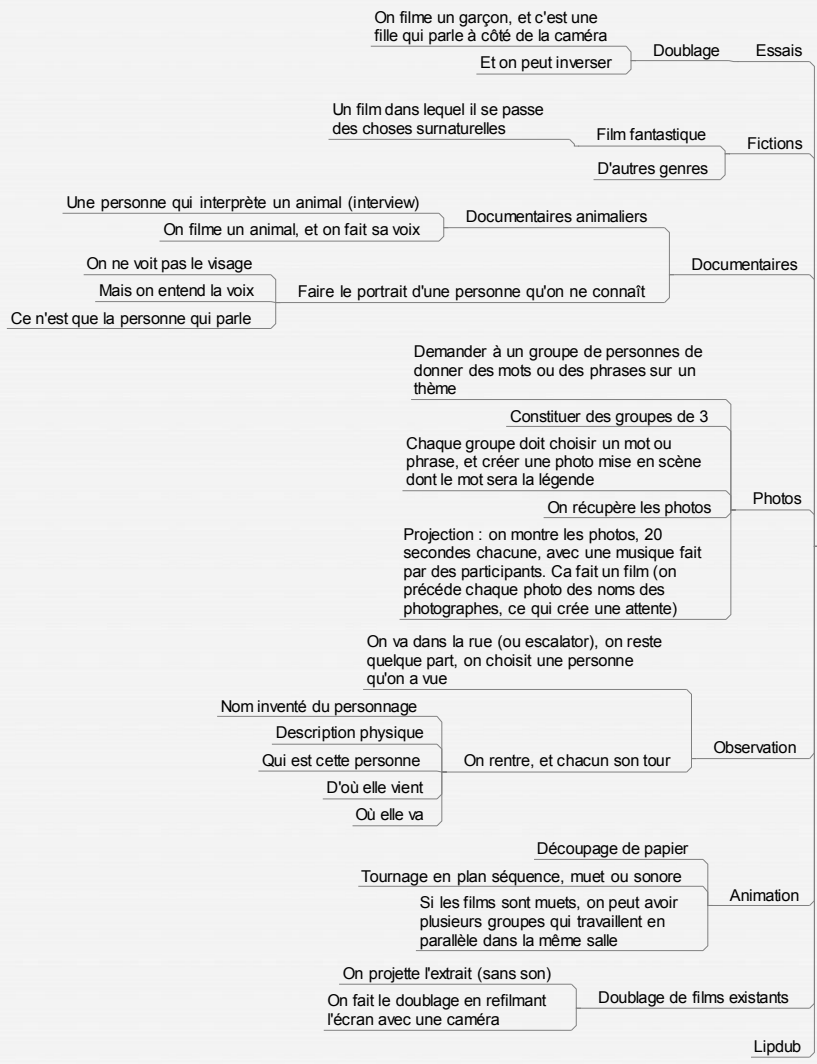 On filme un garçon, et c'est une
fille qui parle à côté de la caméra
Et on peut inverser
Doublage
Essais
Un film dans lequel il se passe
des choses surnaturelles
Film fantastique
D'autres genres
Fictions
Une personne qui interprète un animal (interview)
On filme un animal, et on fait sa voix
Documentaires animaliers
On ne voit pas le visage
Mais on entend la voix
Ce n'est que la personne qui parle
Faire le portrait d'une personne qu'on ne connaît
Documentaires
Demander à un groupe de personnes de
donner des mots ou des phrases sur un
thème
Constituer des groupes de 3
Chaque groupe doit choisir un mot ou
phrase, et créer une photo mise en scène
dont le mot sera la légende
On récupère les photos
Projection : on montre les photos, 20
secondes chacune, avec une musique fait
par des participants. Ca fait un film (on
précéde chaque photo des noms des
photographes, ce qui crée une attente)
Photos
On va dans la rue (ou escalator), on reste
quelque part, on choisit une personne
qu'on a vue
Nom inventé du personnage
Description physique
Qui est cette personne
D'où elle vient
Où elle va
On rentre, et chacun son tour
Observation
Découpage de papier
Tournage en plan séquence, muet ou sonore
Si les films sont muets, on peut avoir
plusieurs groupes qui travaillent en
parallèle dans la même salle
Animation
On projette l'extrait (sans son)
On fait le doublage en refilmant
l'écran avec une caméra
Doublage de films existants
Lipdub